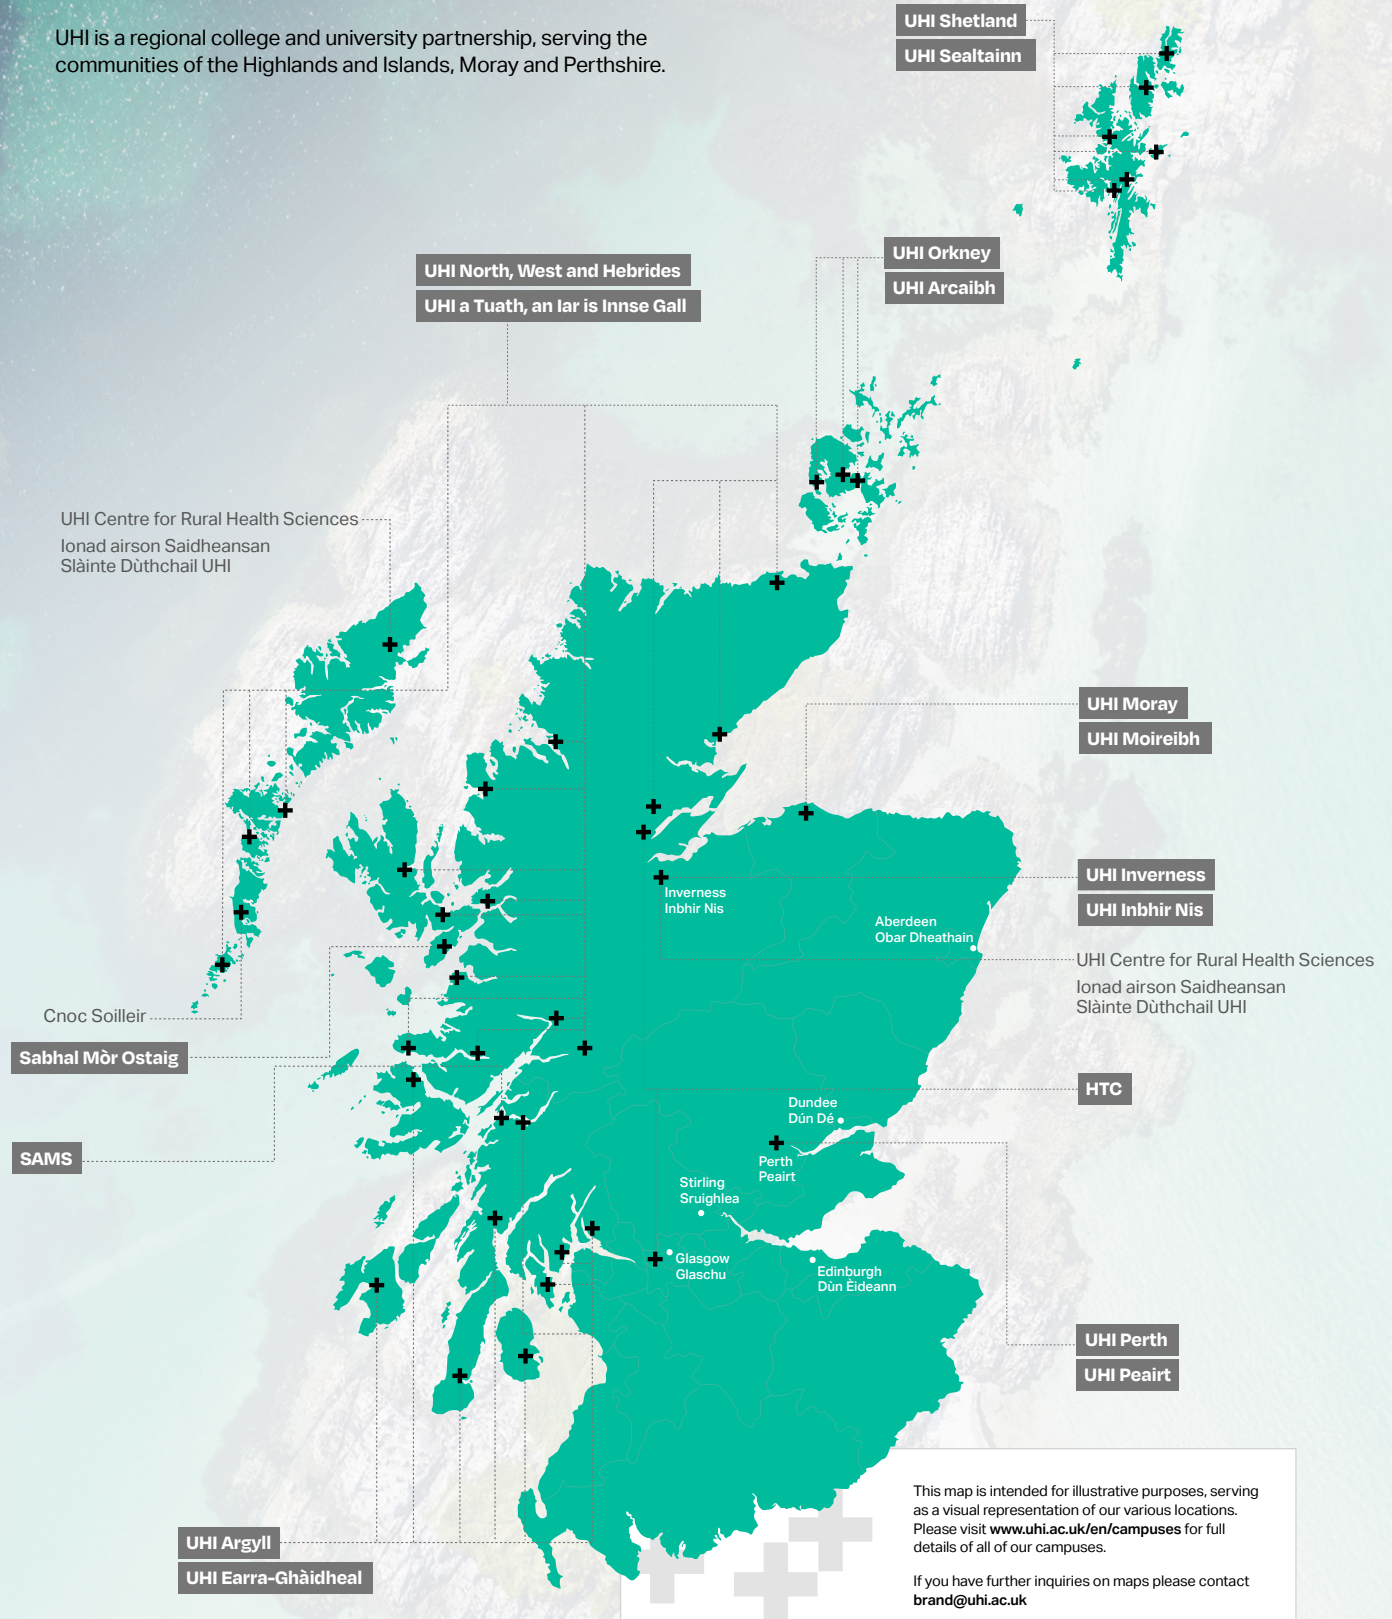 UHI is a regional college and university partnership, serving the
communities of the Highlands and Islands, Moray and Perthshire.
UHI Shetland
UHI Sealtainn
UHI Orkney
UHI Arcaibh
UHI North, West and Hebrides
UHI a Tuath, an Iar is Innse Gall
UHI Centre for Rural Health Sciences
Ionad airson Saidheansan
Slàinte Dùthchail UHI
UHI Moray
UHI Moireibh
UHI Inverness
UHI Inbhir Nis
Inverness
Inbhir Nis
Aberdeen
Obar Dheathain
UHI Centre for Rural Health Sciences
Ionad airson Saidheansan
Slàinte Dùthchail UHI
Cnoc Soilleir
Sabhal Mòr Ostaig
HTC
Dundee
Dún Dé
SAMS
Perth
Peairt
Stirling
Sruighlea
Glasgow
Glaschu
Edinburgh
Dùn Èideann
UHI Perth
UHI Peairt
UHI Argyll
UHI Earra-Ghàidheal
This map is intended for illustrative purposes, serving
as a visual representation of our various locations.
Please visit www.uhi.ac.uk/en/campuses for full
details of all of our campuses.
If you have further inquiries on maps please contact
brand@uhi.ac.uk